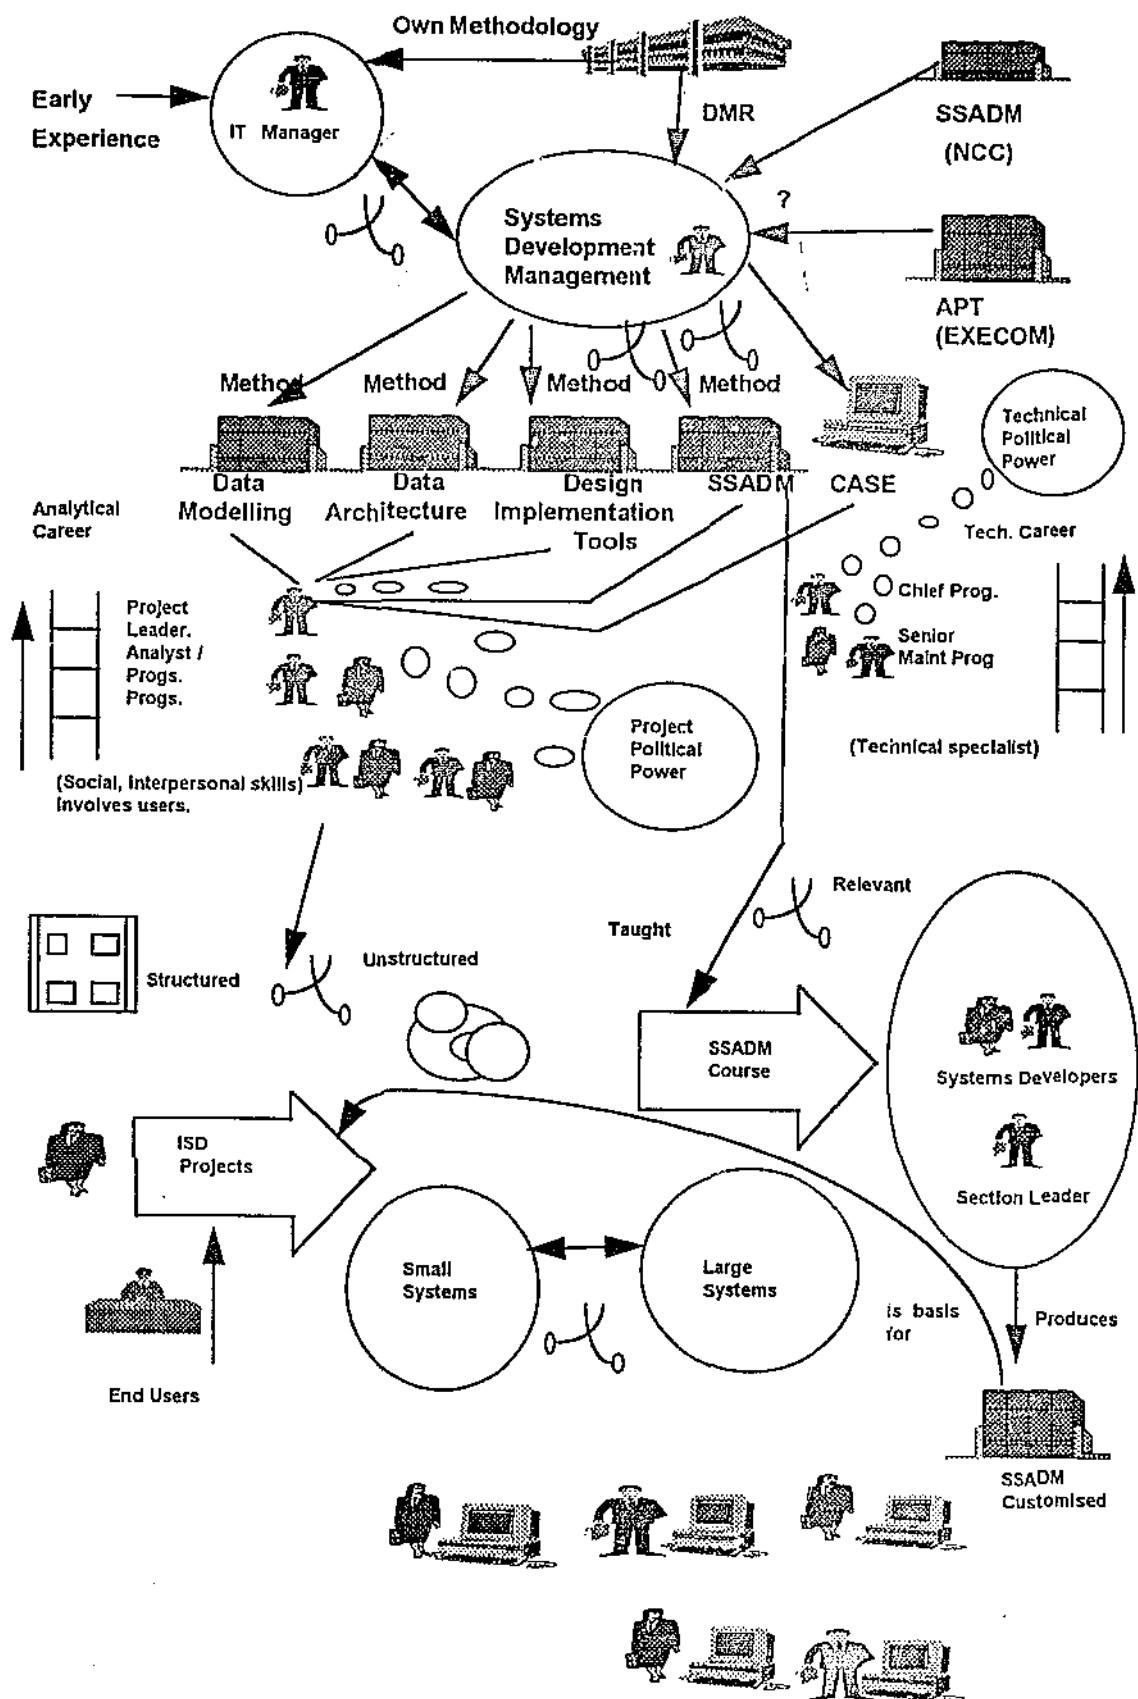 Own Methodology
Early
Experience
IT Manager
DMR
SSADM
(NCC)
?
Systems
Development
Management
APT
(EXECOM)
Method
Method
Method
Method
Technical
Political
Power
Data
Modelling
Data
Architecture
Design
Implementation
Tools
SSADM
CASE
Analytical
Career
Tech. Career
Project
Leader.
Analyst /
Progs.
Progs.
Chief Prog.
Senior
Maint Prog
(Technical specialist)
Project
Political
Power
(Social, interpersonal skills)
Involves users.
Relevant
Taught
Structured
Unstructured
SSADM
Course
Systems Developers
Section Leader
ISD
Projects
Small
Systems
Large
Systems
is basis
for
Produces
End Users
SSADM
Customised